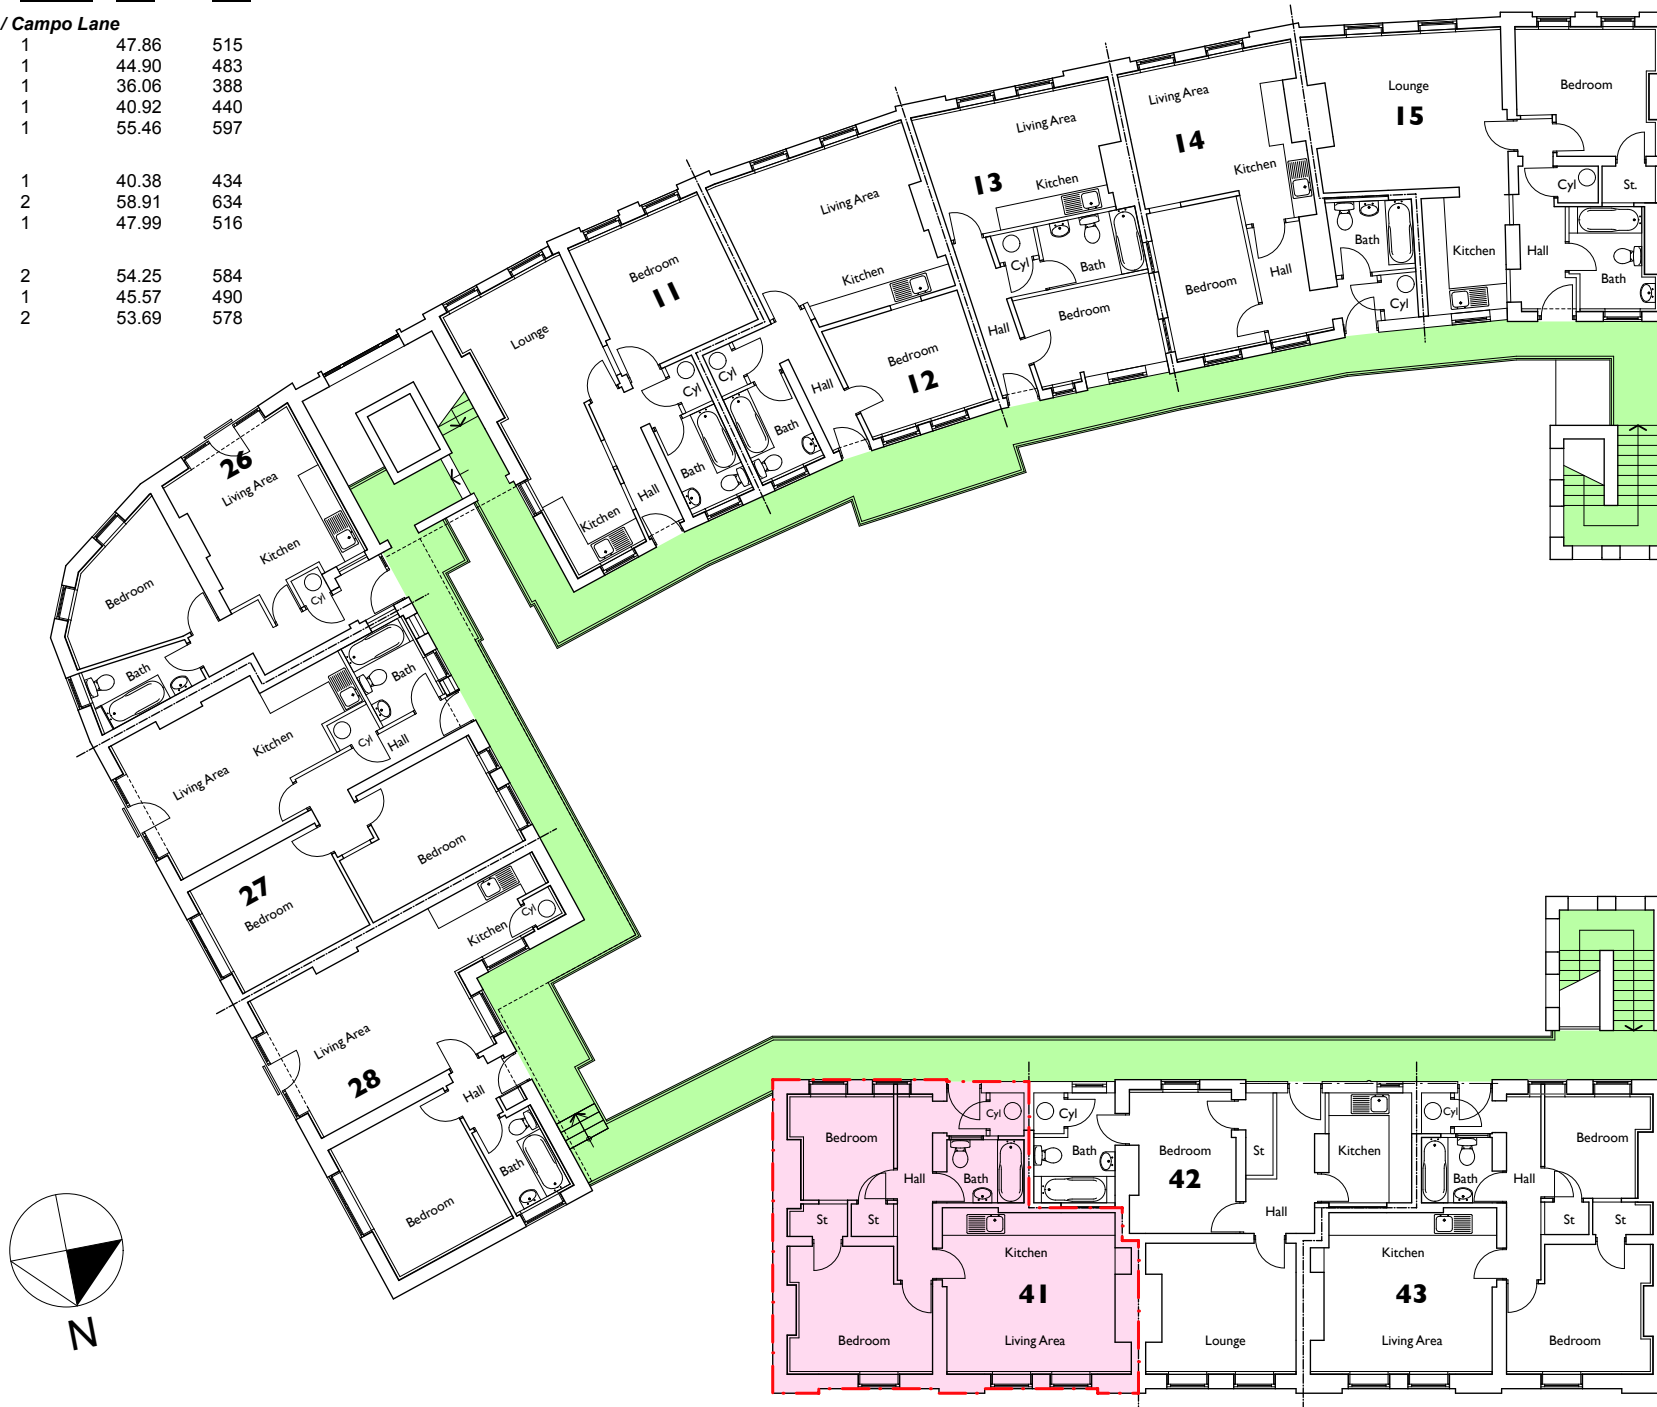 / Campo Lane
1 47.86 515
1 44.90 483
1 36.06 388
1 40.92 440
1 55.46 597
1 40.38 434
2 58.91 634
1 47.99 516
2 54.25 584
1 45.57 490
2 53.69 578
Lounge
Bedroom
11
Cyl
Bath
Hall
Kitchen
Living Area
Kitchen
Cyl
Bath
Hall
Bedroom
12
Living Area
13
Kitchen
Cyl
Bath
Hall
Bedroom
Living Area
14
Kitchen
Bedroom
Hall
Bath
Cyl
Lounge
15
Kitchen
Hall
Bedroom
Cyl
St.
Bath
26
Living Area
Kitchen
Cyl
Bedroom
Bath
Kitchen
Living Area
Cyl
Hall
Bath
Bedroom
27
Bedroom
Kitchen
Cyl
Living Area
28
Hall
Bath
Bedroom
N
Bedroom
Cyl
Hall
Bath
St
St
Kitchen
41
Bedroom
Living Area
Cyl
Bath
Bedroom
42
St
Kitchen
Hall
Lounge
Cyl
Bath
Hall
Bedroom
St
St
Kitchen
43
Living Area
Bedroom